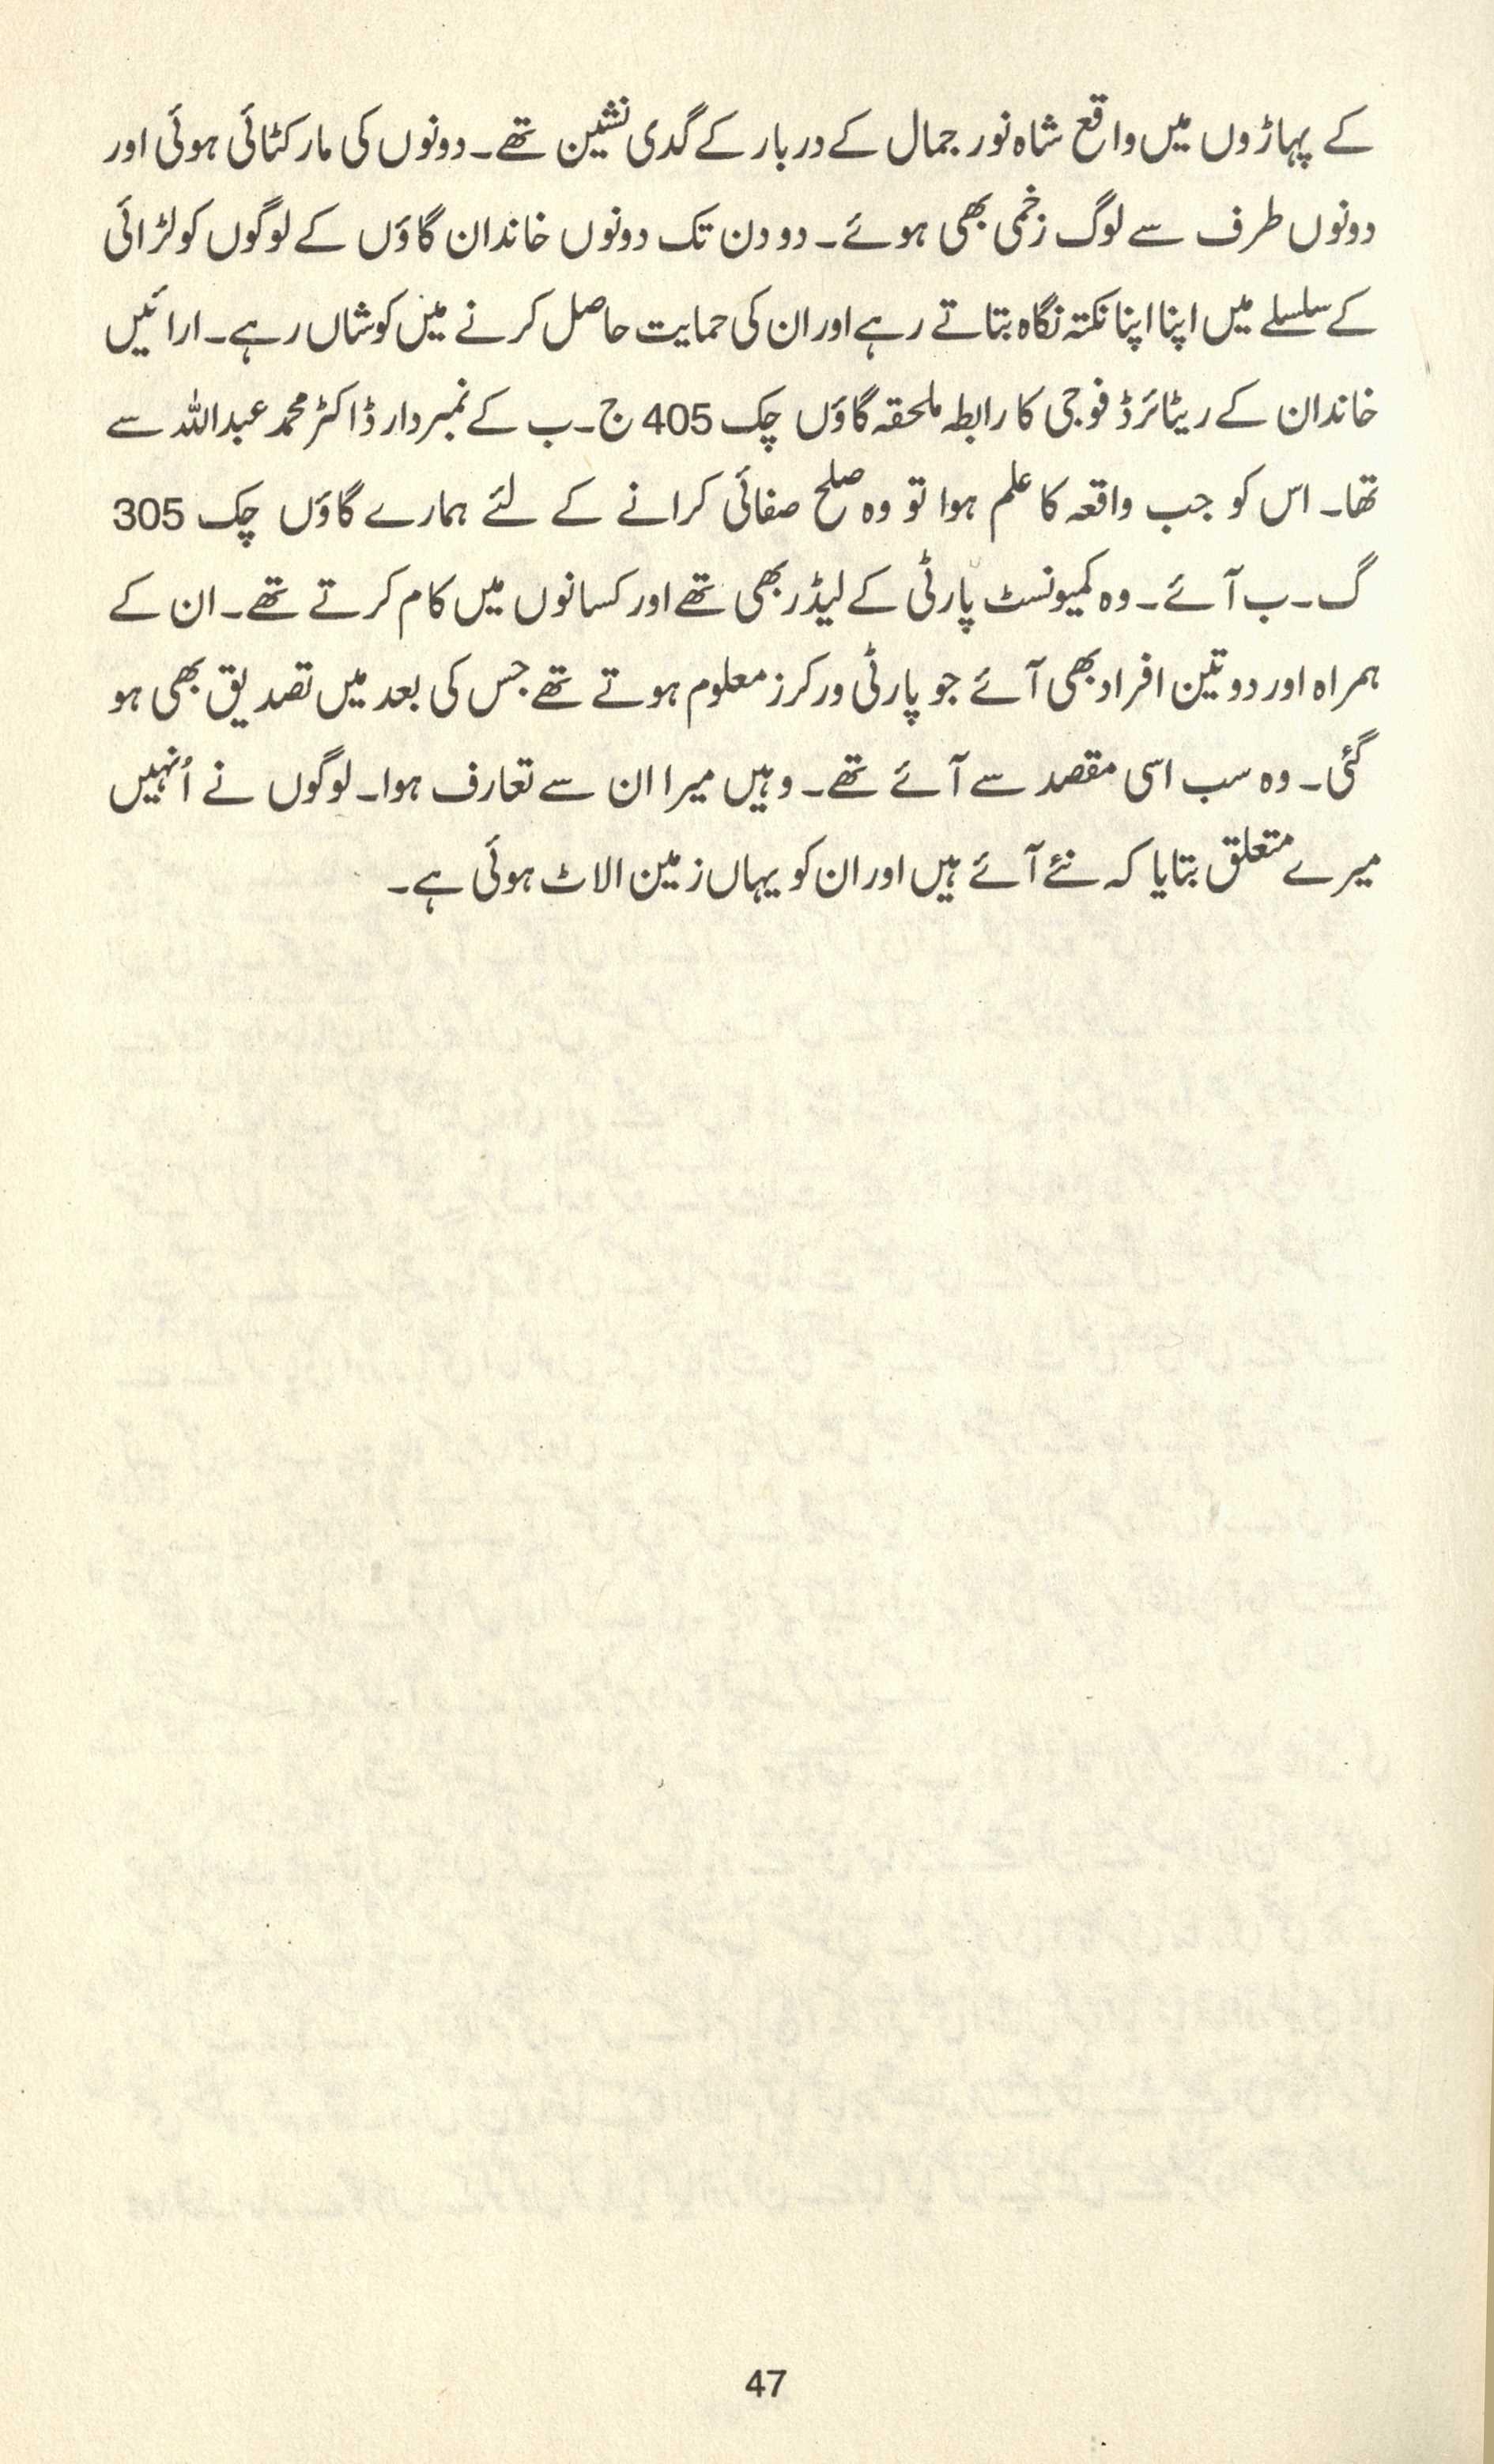 کے پہاڑوں میں واقع شاہ نور جمال کے دربار کے گدی نشین تھے۔ دونوں کی مار کٹائی ہوئی اور
دونوں طرف سے لوگ زخمی بھی ہوئے۔ دو دن تک دونوں خاندان گاؤں کے لوگوں کو لڑائی
کے سلسلے میں اپنا اپنا نکتہ نگاہ بتاتے رہے اور ان کی حمایت حاصل کرنے میں کوشاں رہے۔ ارائیں
خاندان کے ریٹائرڈ فوجی کا رابطہ ملحقہ گاؤں چک 405 ج۔ب کے نمبردار ڈاکٹر محمد عبداللہ سے
تھا۔ اس کو جب واقعہ کا علم ہوا تو وہ صلح صفائی کرانے کے لئے ہمارے گاؤں چک 305
گ۔ب آئے۔ وہ کمیونسٹ پارٹی کے لیڈر بھی تھے اور کسانوں میں کام کرتے تھے۔ ان کے
ہمراہ اور دو تین افراد بھی آئے جو پارٹی ورکرز معلوم ہوتے تھے جس کی بعد میں تصدیق بھی ہو
گئی۔ وہ سب اسی مقصد سے آئے تھے۔ وہیں میرا ان سے تعارف ہوا۔ لوگوں نے اُنہیں
میرے متعلق بتایا کہ نئے آئے ہیں اور ان کو یہاں زمین الاٹ ہوئی ہے۔
47